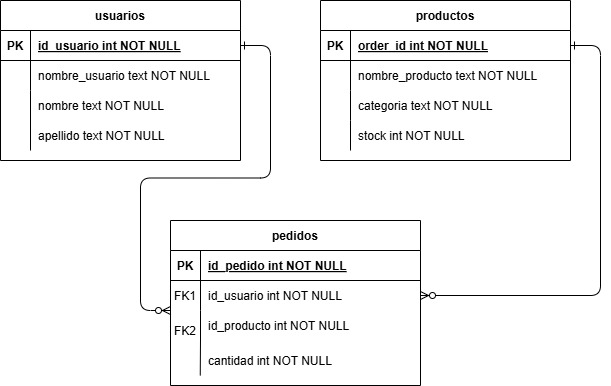 usuarios
PK id_usuario int NOT NULL
nombre_usuario text NOT NULL
nombre text NOT NULL
apellido text NOT NULL
productos
PK order_id int NOT NULL
nombre_producto text NOT NULL
categoria text NOT NULL
stock int NOT NULL
pedidos
PK id_pedido int NOT NULL
FK1 id_usuario int NOT NULL
FK2 id_producto int NOT NULL
cantidad int NOT NULL